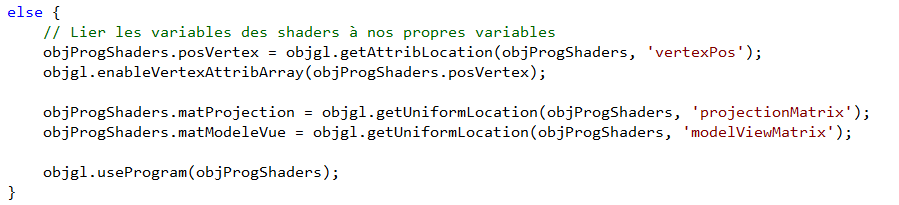 else {
// Lier les variables des shaders à nos propres variables
objProgShaders.posVertex = objgl.getAttribLocation(objProgShaders, 'vertexPos');
objgl.enableVertexAttribArray(objProgShaders.posVertex);
objProgShaders.matProjection = objgl.getUniformLocation(objProgShaders, 'projectionMatrix');
objProgShaders.matModeleVue = objgl.getUniformLocation(objProgShaders, 'modelViewMatrix');
objgl.useProgram(objProgShaders);
}